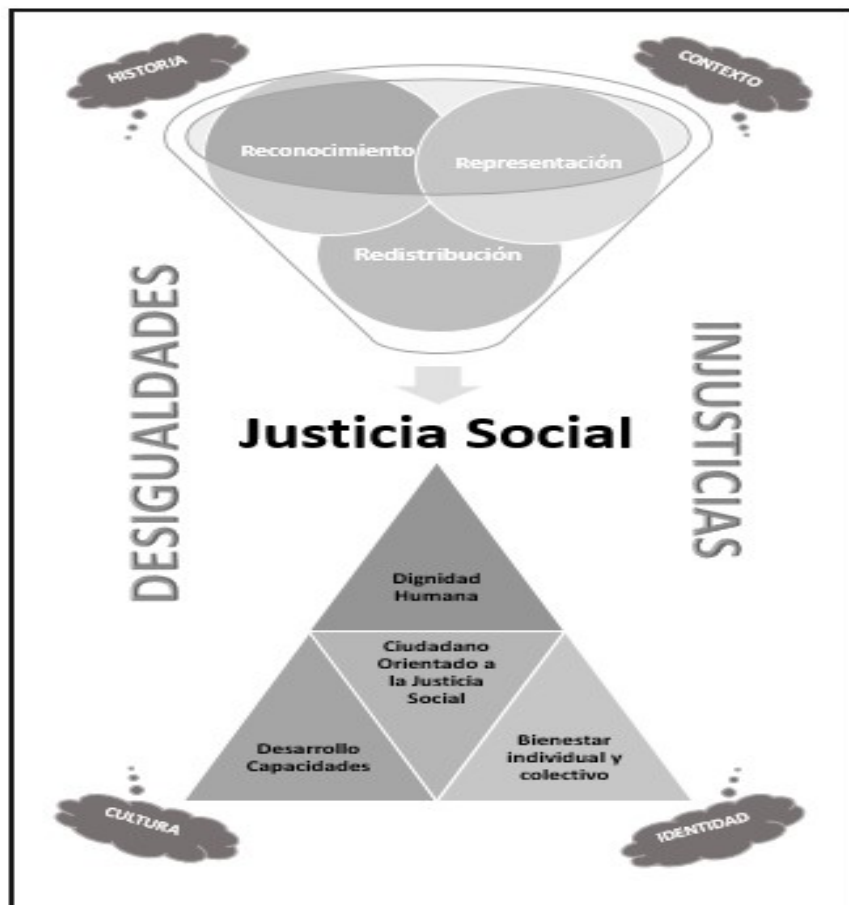 HISTORIA
CONTEXTO
Reconocimiento
Representación
Redistribución
DESIGUALDADES
INJUSTICIAS
Justicia Social
Dignidad
Humana
Ciudadano
Orientado a
la Justicia
Social
Desarrollo
Capacidades
Bienestar
individual y
colectivo
CULTURA
IDENTIDAD